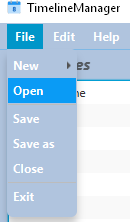 TimelineManager
File Edit Help
New
Open
Save
Save as
Close
Exit